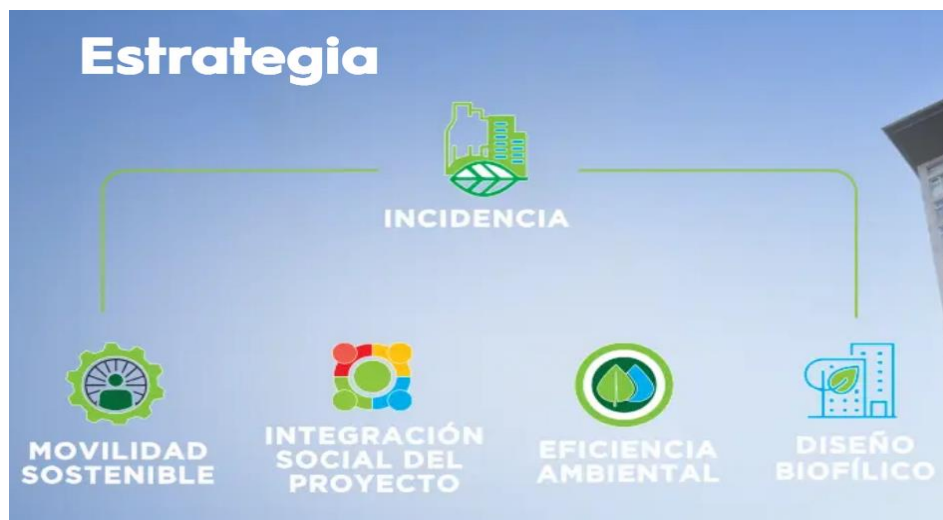 Estrategia
INCIDENCIA
MOVILIDAD
SOSTENIBLE
INTEGRACIÓN
SOCIAL DEL
PROYECTO
EFICIENCIA
AMBIENTAL
DISEÑO
BIOFÍLICO